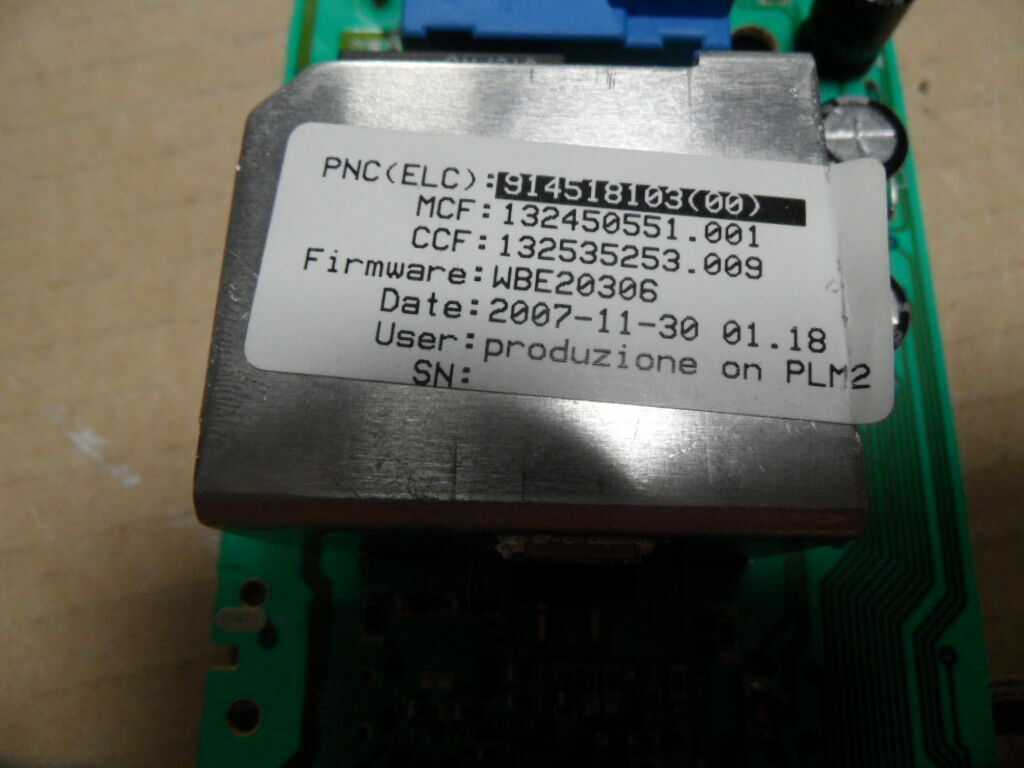 PNC(ELC):914518103(00)
MCF:132450551.001
CCF:132535253.009
Firmware:WBE20306
Date:2007-11-30 01.18
User:produzione on PLM2
SN: